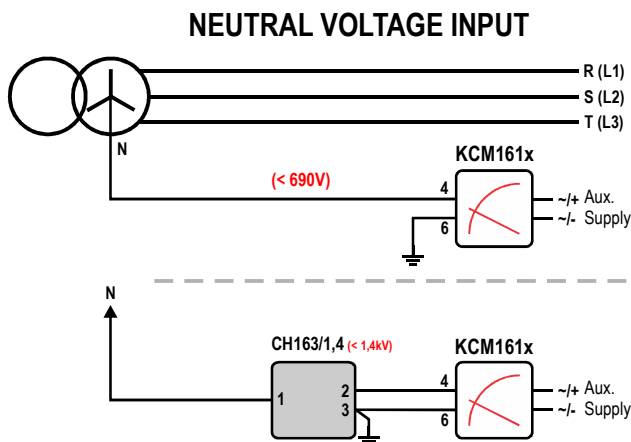 NEUTRAL VOLTAGE INPUT
R (L1)
S (L2)
T (L3)
N
KCM161x
(< 690V)
4
~/+ Aux.
6
~/- Supply
N
CH163/1,4 (< 1,4kV)
KCM161x
1
2
4
~/+ Aux.
3
6
~/- Supply